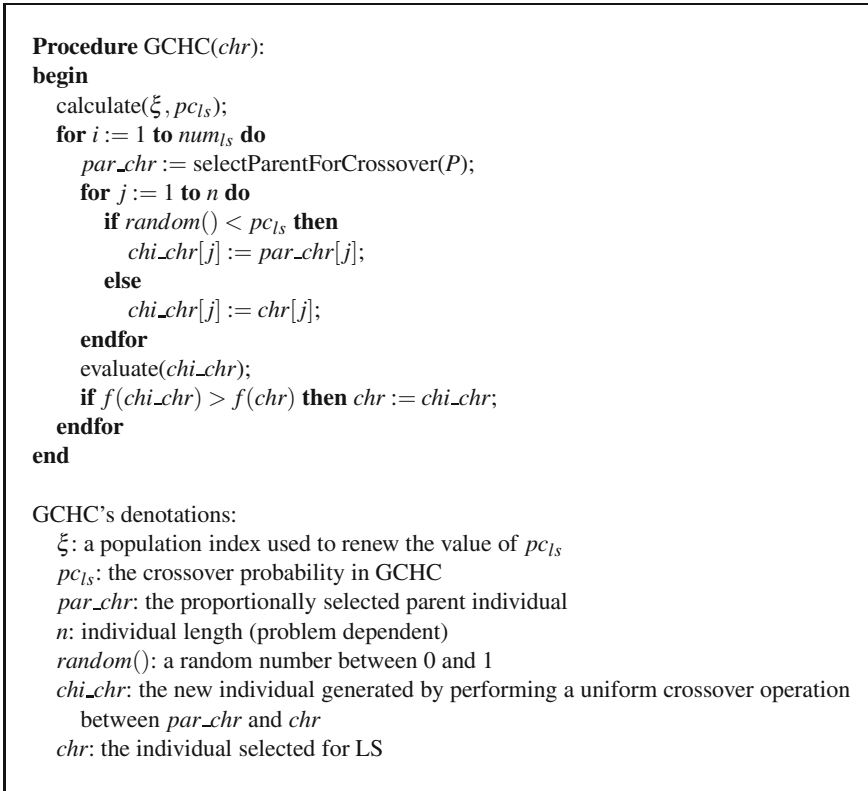 Procedure GCHC(chr):
begin
calculate(ξ, pc_ls);
for i := 1 to num_ls do
par_chr := selectParentForCrossover(P);
for j := 1 to n do
if random() < pc_ls then
chi_chr[j] := par_chr[j];
else
chi_chr[j] := chr[j];
endfor
evaluate(chi_chr);
if f(chi_chr) > f(chr) then chr := chi_chr;
endfor
end
GCHC's denotations:
ξ: a population index used to renew the value of pc_ls
pc_ls: the crossover probability in GCHC
par_chr: the proportionally selected parent individual
n: individual length (problem dependent)
random(): a random number between 0 and 1
chi_chr: the new individual generated by performing a uniform crossover operation
between par_chr and chr
chr: the individual selected for LS